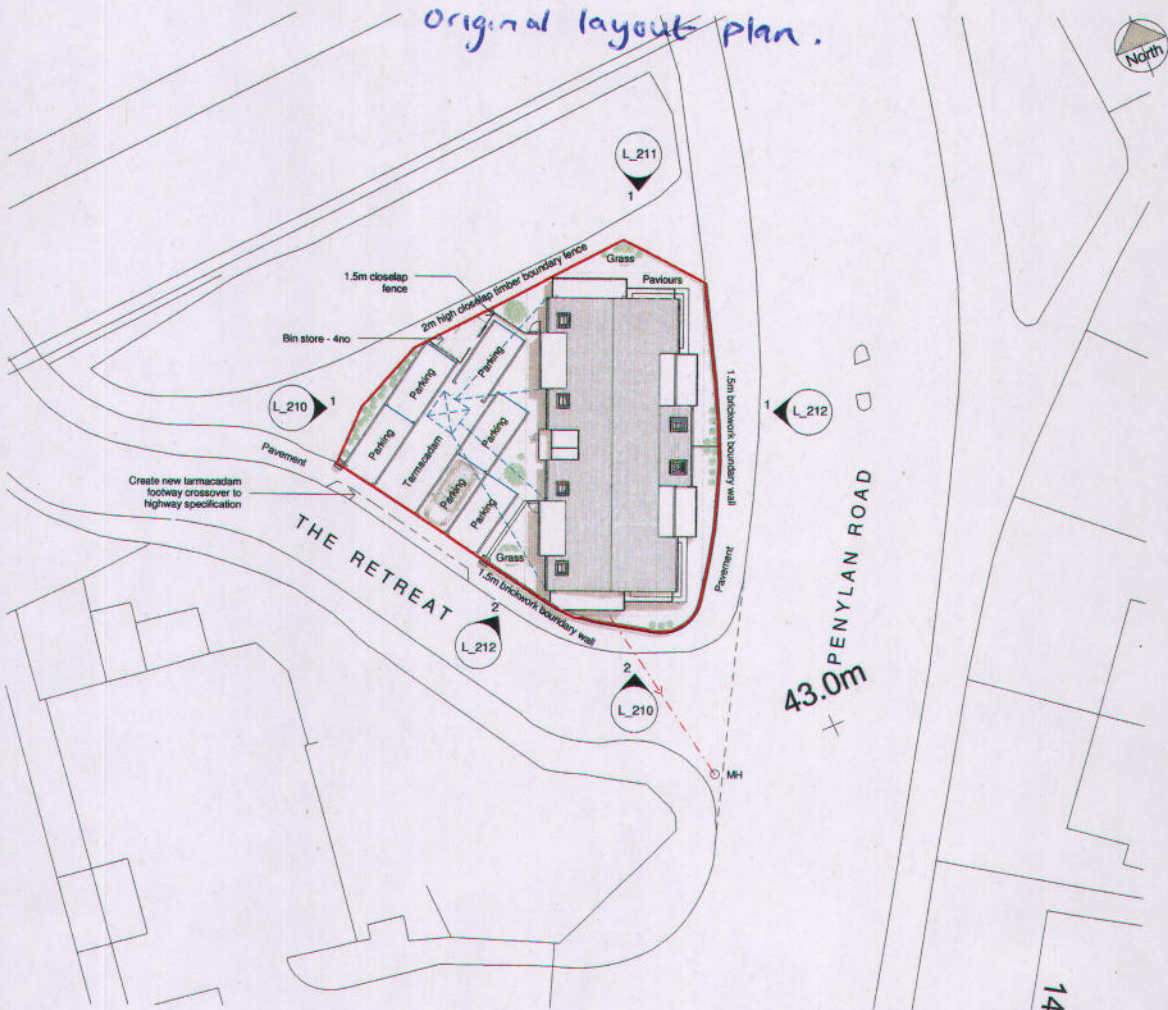 Original layout plan.
North
L_211
1
Grass
Paviours
1.5m closelap
fence
2m high closelap timber boundary fence
Bin store - 4no
Parking
Parking
L_210
1
1.5m brickwork boundary wall
1
L_212
Parking
Parking
Tarmacadam
Pavement
Parking
Parking
Create new tarmacadam
footway crossover to
highway specification
THE RETREAT
Grass
1.5m brickwork boundary wall
Pavement
PENYLAN ROAD
2
L_212
2
L_210
43.0m
MH
14